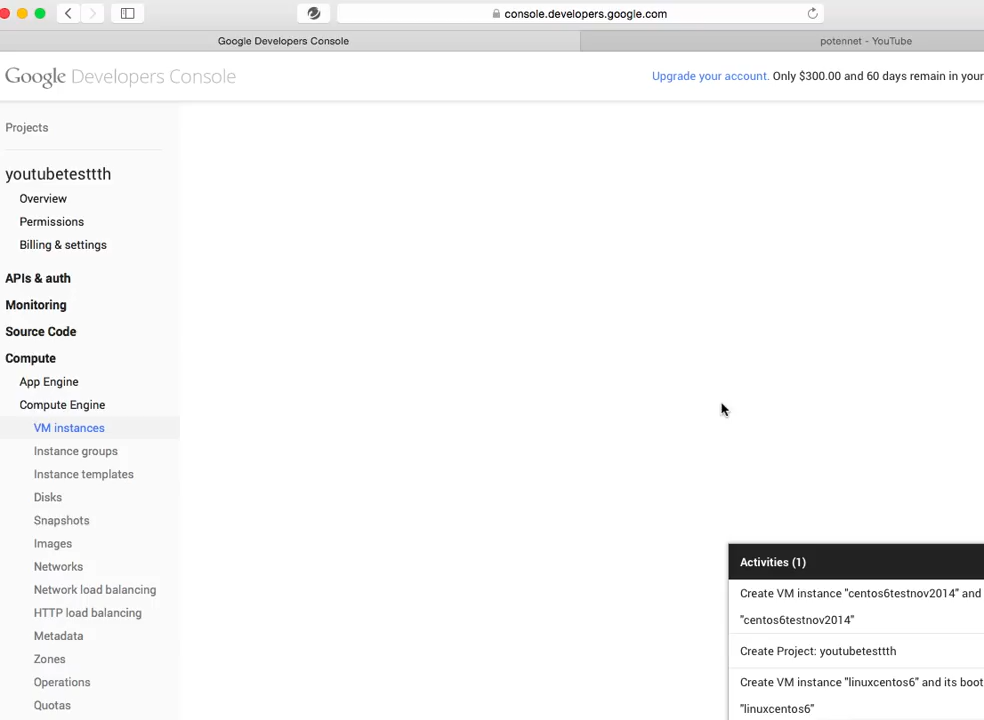 console.developers.google.com
Google Developers Console
potennet - YouTube
Google Developers Console
Upgrade your account. Only $300.00 and 60 days remain in your
Projects
youtubetesttth
Overview
Permissions
Billing & settings
APIs & auth
Monitoring
Source Code
Compute
App Engine
Compute Engine
VM instances
Instance groups
Instance templates
Disks
Snapshots
Images
Networks
Network load balancing
HTTP load balancing
Metadata
Zones
Operations
Quotas
Activities (1)
Create VM instance "centos6testnov2014" and
"centos6testnov2014"
Create Project: youtubetesttth
Create VM instance "linuxcentos6" and its boot
"linuxcentos6"